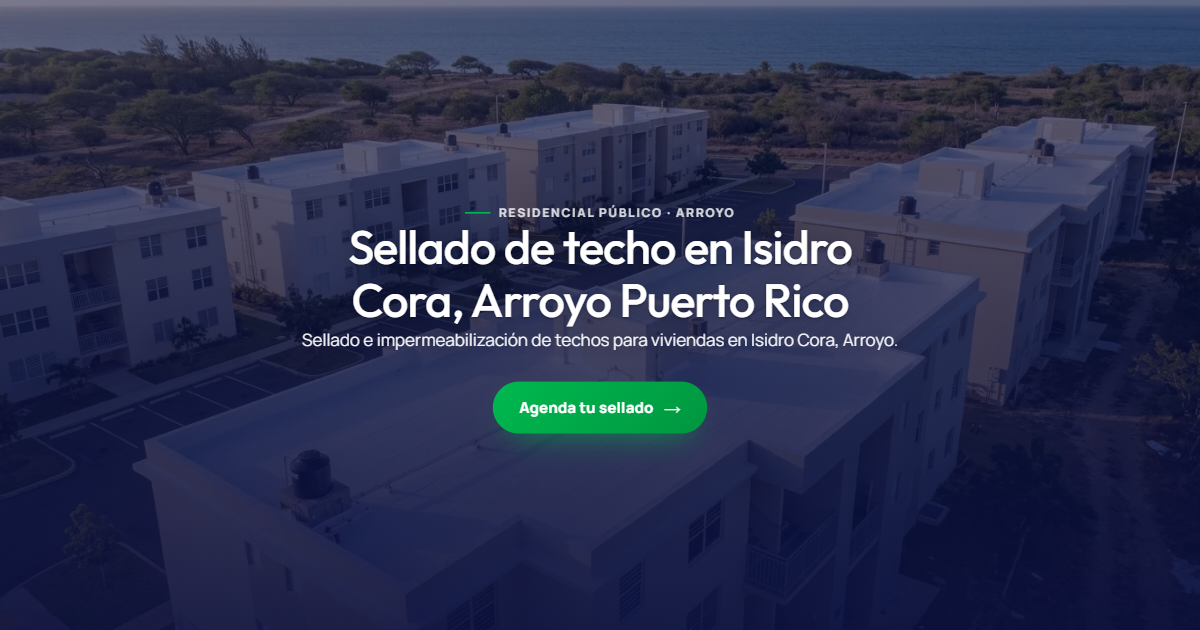 RESIDENCIAL PÚBLICO · ARROYO
Sellado de techo en Isidro
Cora, Arroyo Puerto Rico
Sellado e impermeabilización de techos para viviendas en Isidro Cora, Arroyo.
Agenda tu sellado →